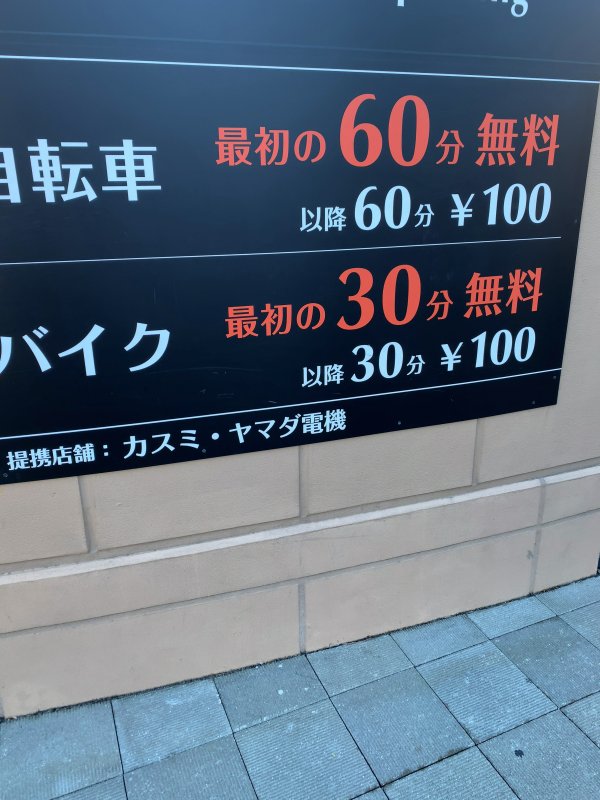 自転車 最初の60分無料
以降60分 ¥100
バイク 最初の30分無料
以降30分 ¥100
提携店舗：カスミ・ヤマダ電機